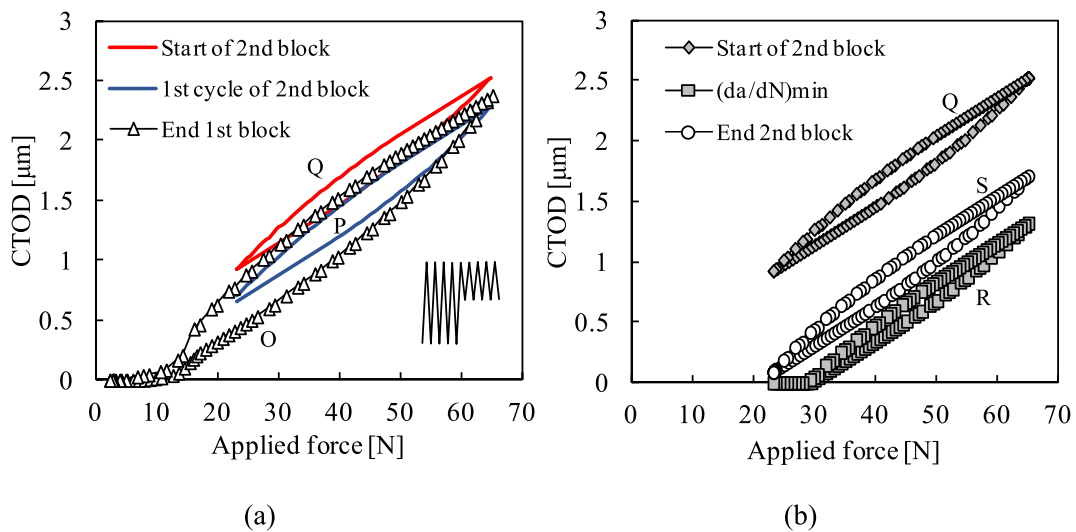 3
2.5
2
1.5
1
0.5
0
CTOD [µm]
Start of 2nd block
1st cycle of 2nd block
End 1st block
Q
P
O
0 10 20 30 40 50 60 70
Applied force [N]
(a)
3
2.5
2
1.5
1
0.5
0
CTOD [µm]
Start of 2nd block
(da/dN)min
End 2nd block
Q
S
R
20 30 40 50 60 70
Applied force [N]
(b)